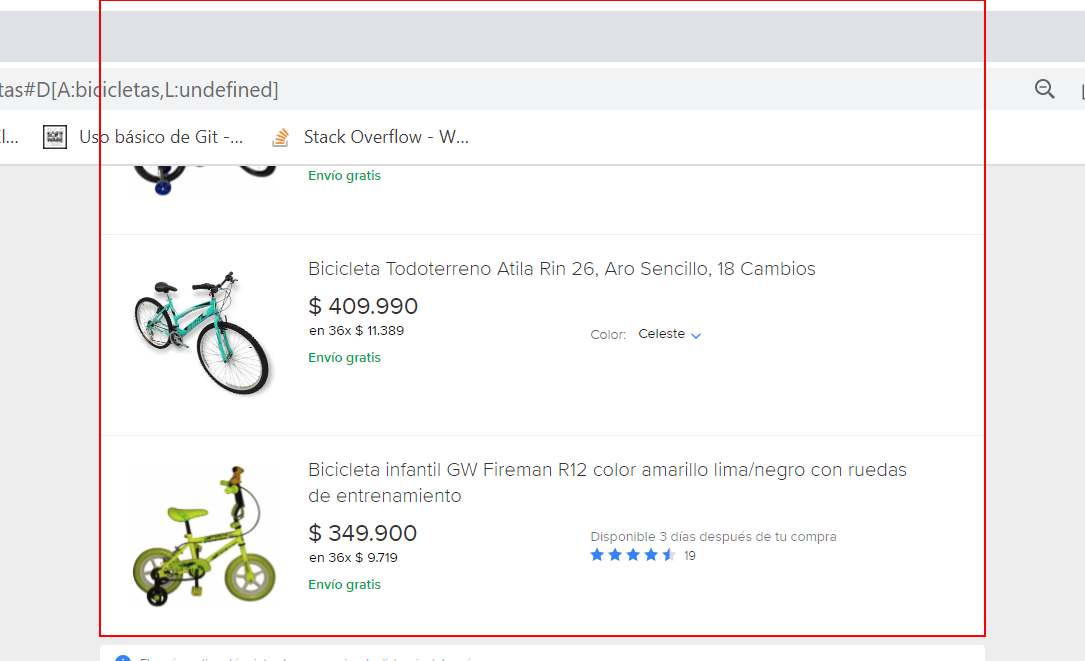 tas#D[A:bicicletas,L:undefined]
El... Uso básico de Git -... Stack Overflow - W...
Envío gratis
Bicicleta Todoterreno Atila Rin 26, Aro Sencillo, 18 Cambios
$ 409.990
en 36x $ 11.389
Color: Celeste
Envío gratis
Bicicleta infantil GW Fireman R12 color amarillo lima/negro con ruedas
de entrenamiento
$ 349.900
Disponible 3 días después de tu compra
en 36x $ 9.719
19
Envío gratis